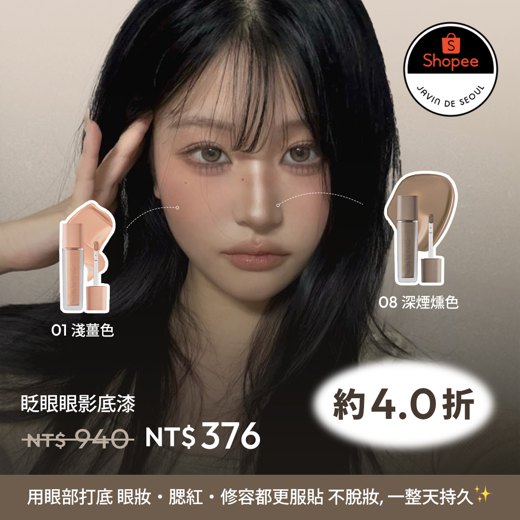 Shopee
JAVIN DE SEOUL
01 淺薑色
08 深煙燻色
眨眼眼影底漆
NT$ 940 NT$ 376
約4.0折
用眼部打底 眼妝・腮紅・修容都更服貼 不脫妝, 一整天持久✨